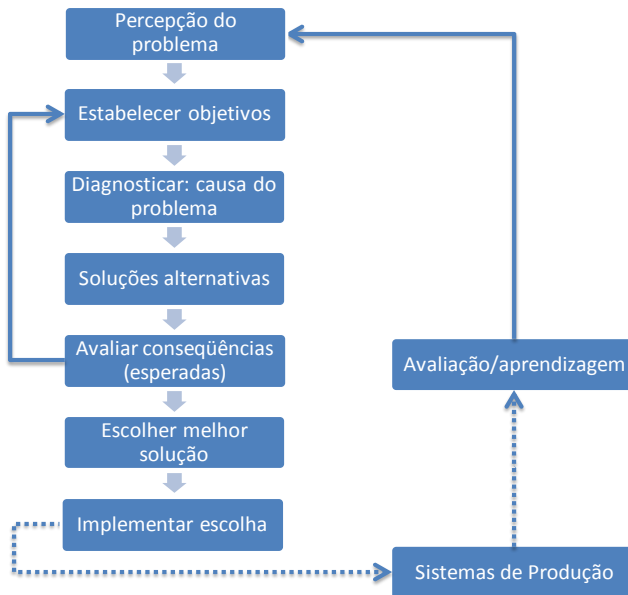 Percepção do
problema
Estabelecer objetivos
Diagnosticar: causa do
problema
Soluções alternativas
Avaliar conseqüências
(esperadas)
Avaliação/aprendizagem
Escolher melhor
solução
Implementar escolha
Sistemas de Produção